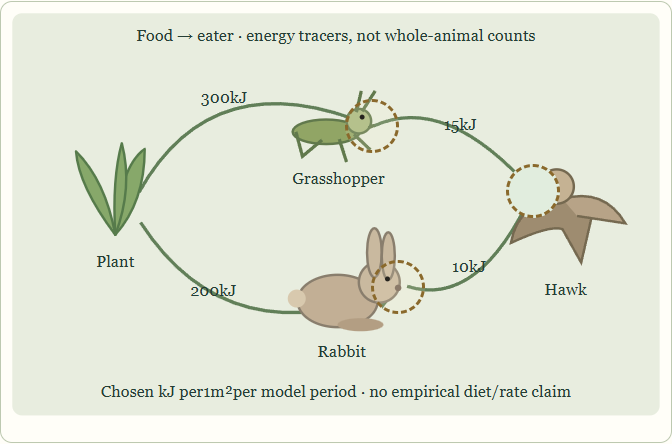 Food → eater · energy tracers, not whole-animal counts
300kJ
15kJ
Grasshopper
Plant
10kJ
200kJ
Hawk
Rabbit
Chosen kJ per1m²per model period · no empirical diet/rate claim